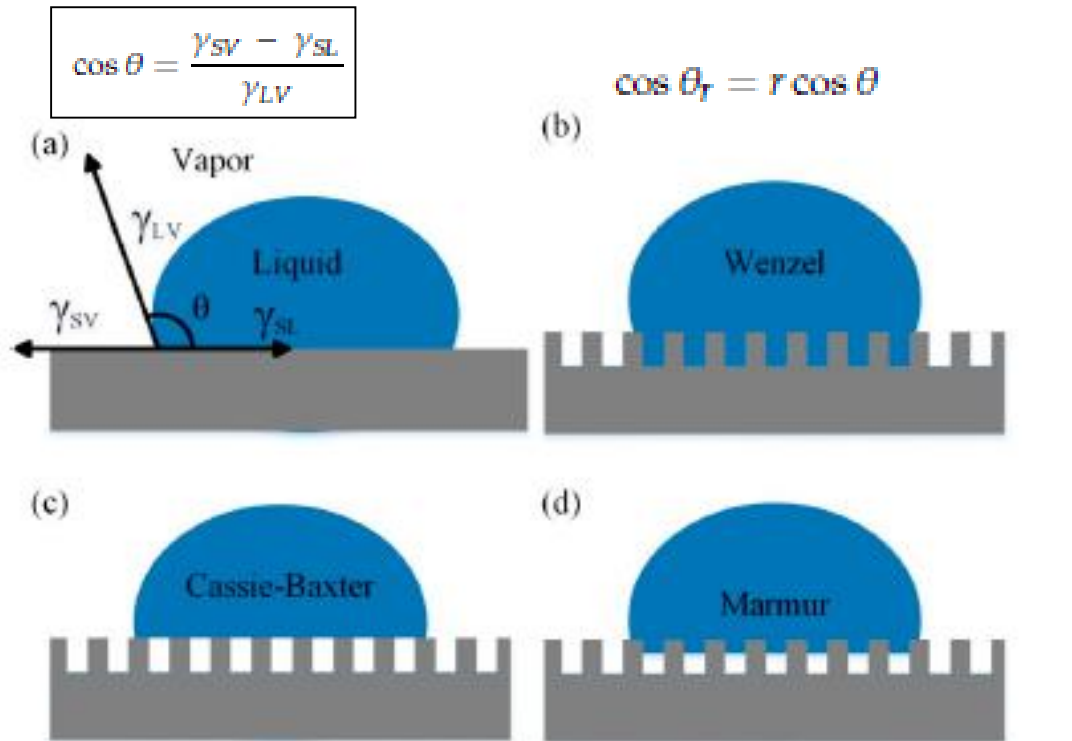 cos θ = (γSV − γSL) / γLV
cos θr = r cos θ
(a)
Vapor
γLV
Liquid
γSV
θ
γSL
(b)
Wenzel
(c)
Cassie-Baxter
(d)
Marmur